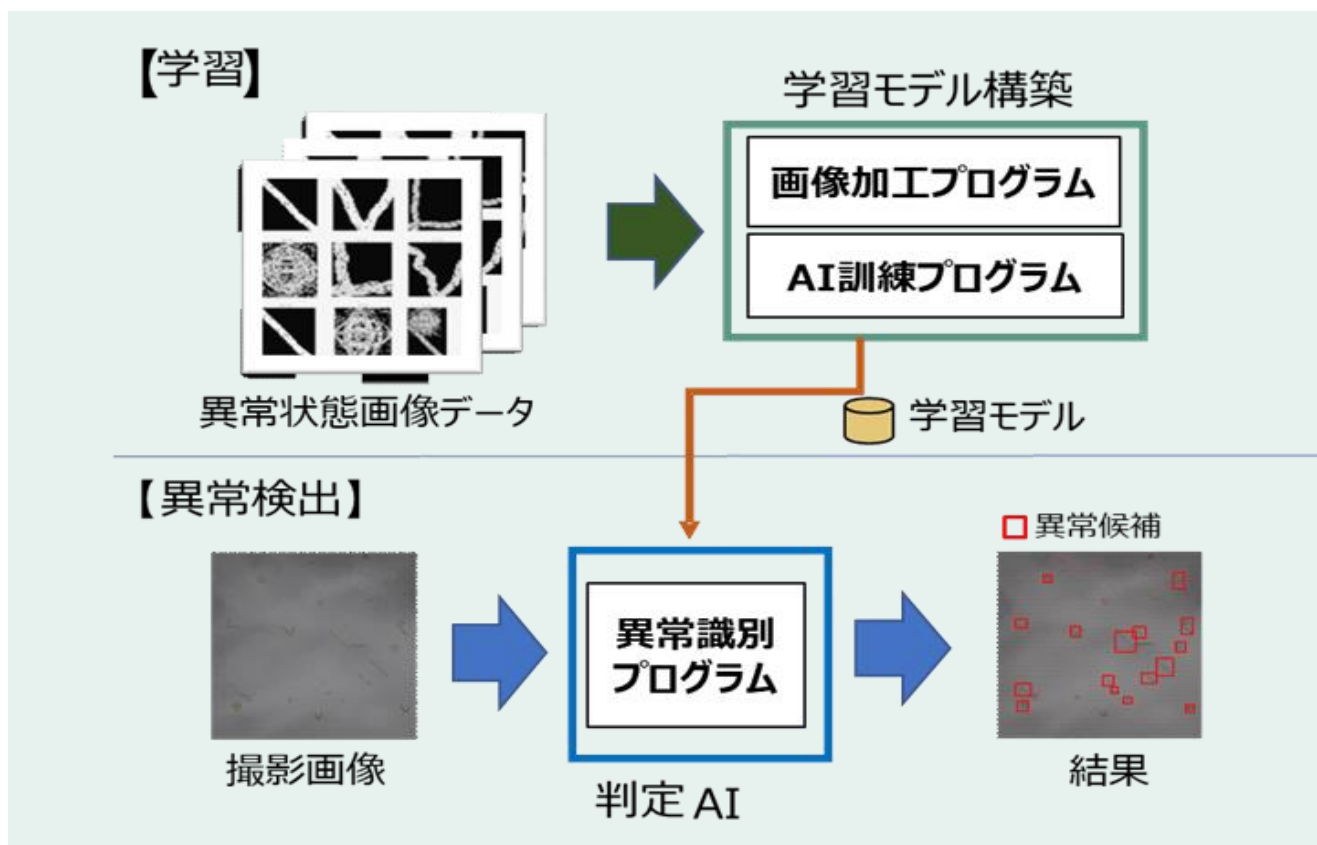 【学習】
学習モデル構築
画像加工プログラム
AI訓練プログラム
異常状態画像データ
学習モデル
【異常検出】
異常候補
異常識別
プログラム
撮影画像
結果
判定 AI